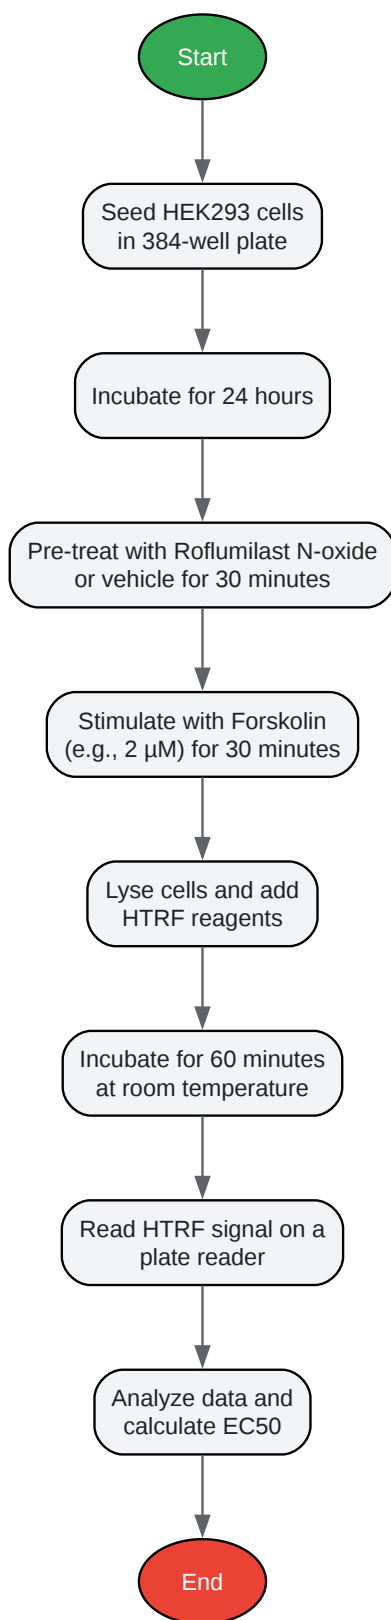 Start
Seed HEK293 cells
in 384-well plate
Incubate for 24 hours
Pre-treat with Roflumilast N-oxide
or vehicle for 30 minutes
Stimulate with Forskolin
(e.g., 2 µM) for 30 minutes
Lyse cells and add
HTRF reagents
Incubate for 60 minutes
at room temperature
Read HTRF signal on a
plate reader
Analyze data and
calculate EC50
End